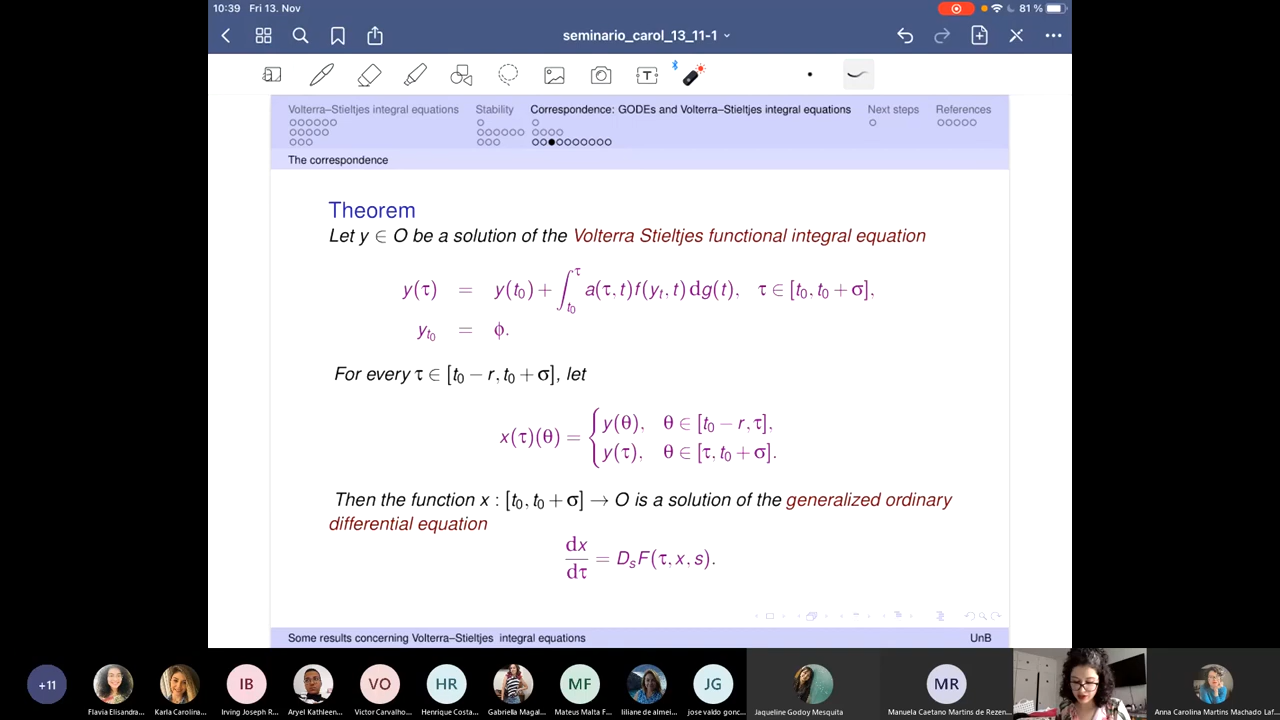 10:39 Fri 13. Nov
81 %
seminario_carol_13_11-1
T
Volterra–Stieltjes integral equations
Stability
Correspondence: GODEs and Volterra–Stieltjes integral equations
Next steps
References
The correspondence
Theorem
Let y ∈ O be a solution of the Volterra Stieltjes functional integral equation
y(τ) = y(t₀) + ∫_{t₀}^{τ} a(τ, t) f(y_t, t) dg(t), τ ∈ [t₀, t₀ + σ],
y_{t₀} = ϕ.
For every τ ∈ [t₀ − r, t₀ + σ], let
x(τ)(θ) = { y(θ), θ ∈ [t₀ − r, τ],
y(τ), θ ∈ [τ, t₀ + σ].
Then the function x : [t₀, t₀ + σ] → O is a solution of the generalized ordinary
differential equation
dx/dτ = D_s F(τ, x, s).
Some results concerning Volterra–Stieltjes integral equations
UnB
+11
IB
VO
HR
MF
JG
MR
Flavia Elisandra...
Karla Carolina...
Irving Joseph R...
Aryel Kathleen...
Victor Carvalho...
Henrique Costa...
Gabriella Magal...
Mateus Malta F...
liliane de almei...
jose valdo gonc...
Jaqueline Godoy Mesquita
Manuela Caetano Martins de Rezen...
Anna Carolina Martins Machado Laf...